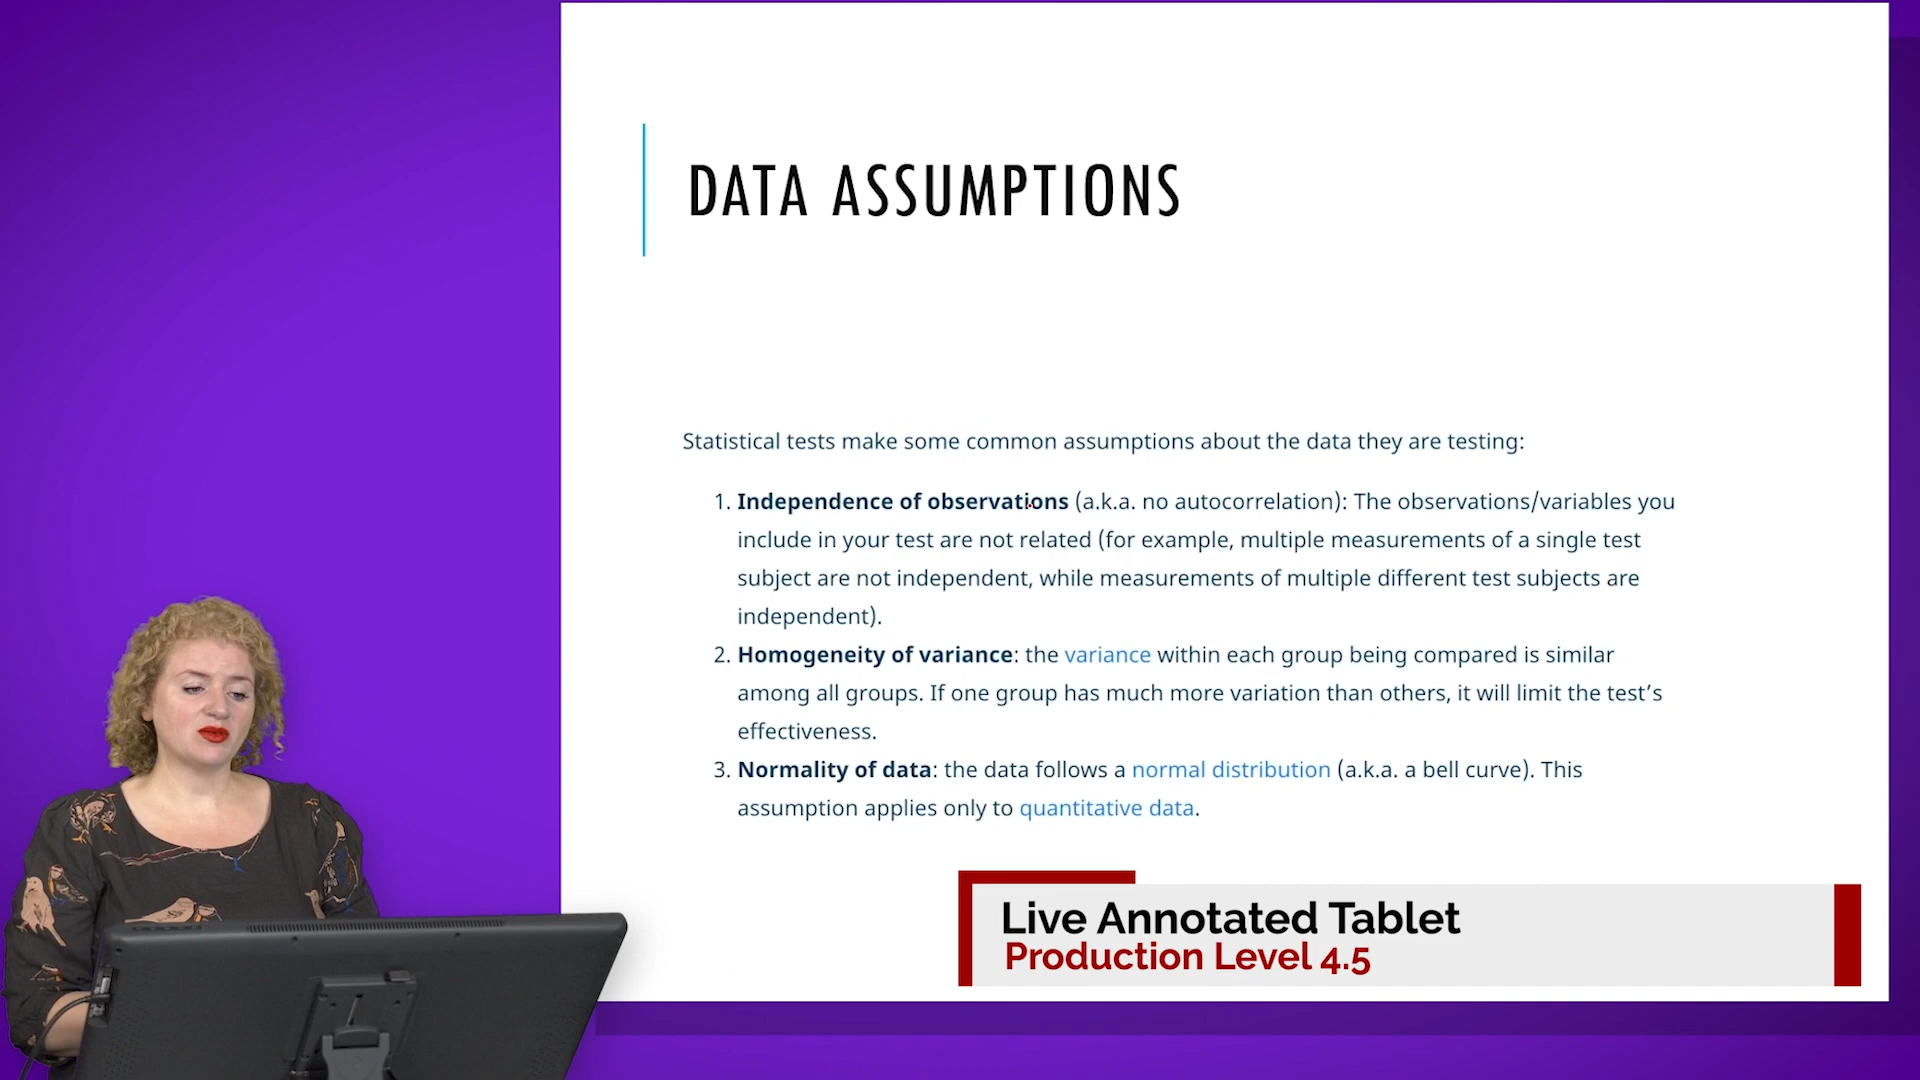 DATA ASSUMPTIONS
Statistical tests make some common assumptions about the data they are testing:
1. Independence of observations (a.k.a. no autocorrelation): The observations/variables you
include in your test are not related (for example, multiple measurements of a single test
subject are not independent, while measurements of multiple different test subjects are
independent).
2. Homogeneity of variance: the variance within each group being compared is similar
among all groups. If one group has much more variation than others, it will limit the test’s
effectiveness.
3. Normality of data: the data follows a normal distribution (a.k.a. a bell curve). This
assumption applies only to quantitative data.
Live Annotated Tablet
Production Level 4.5